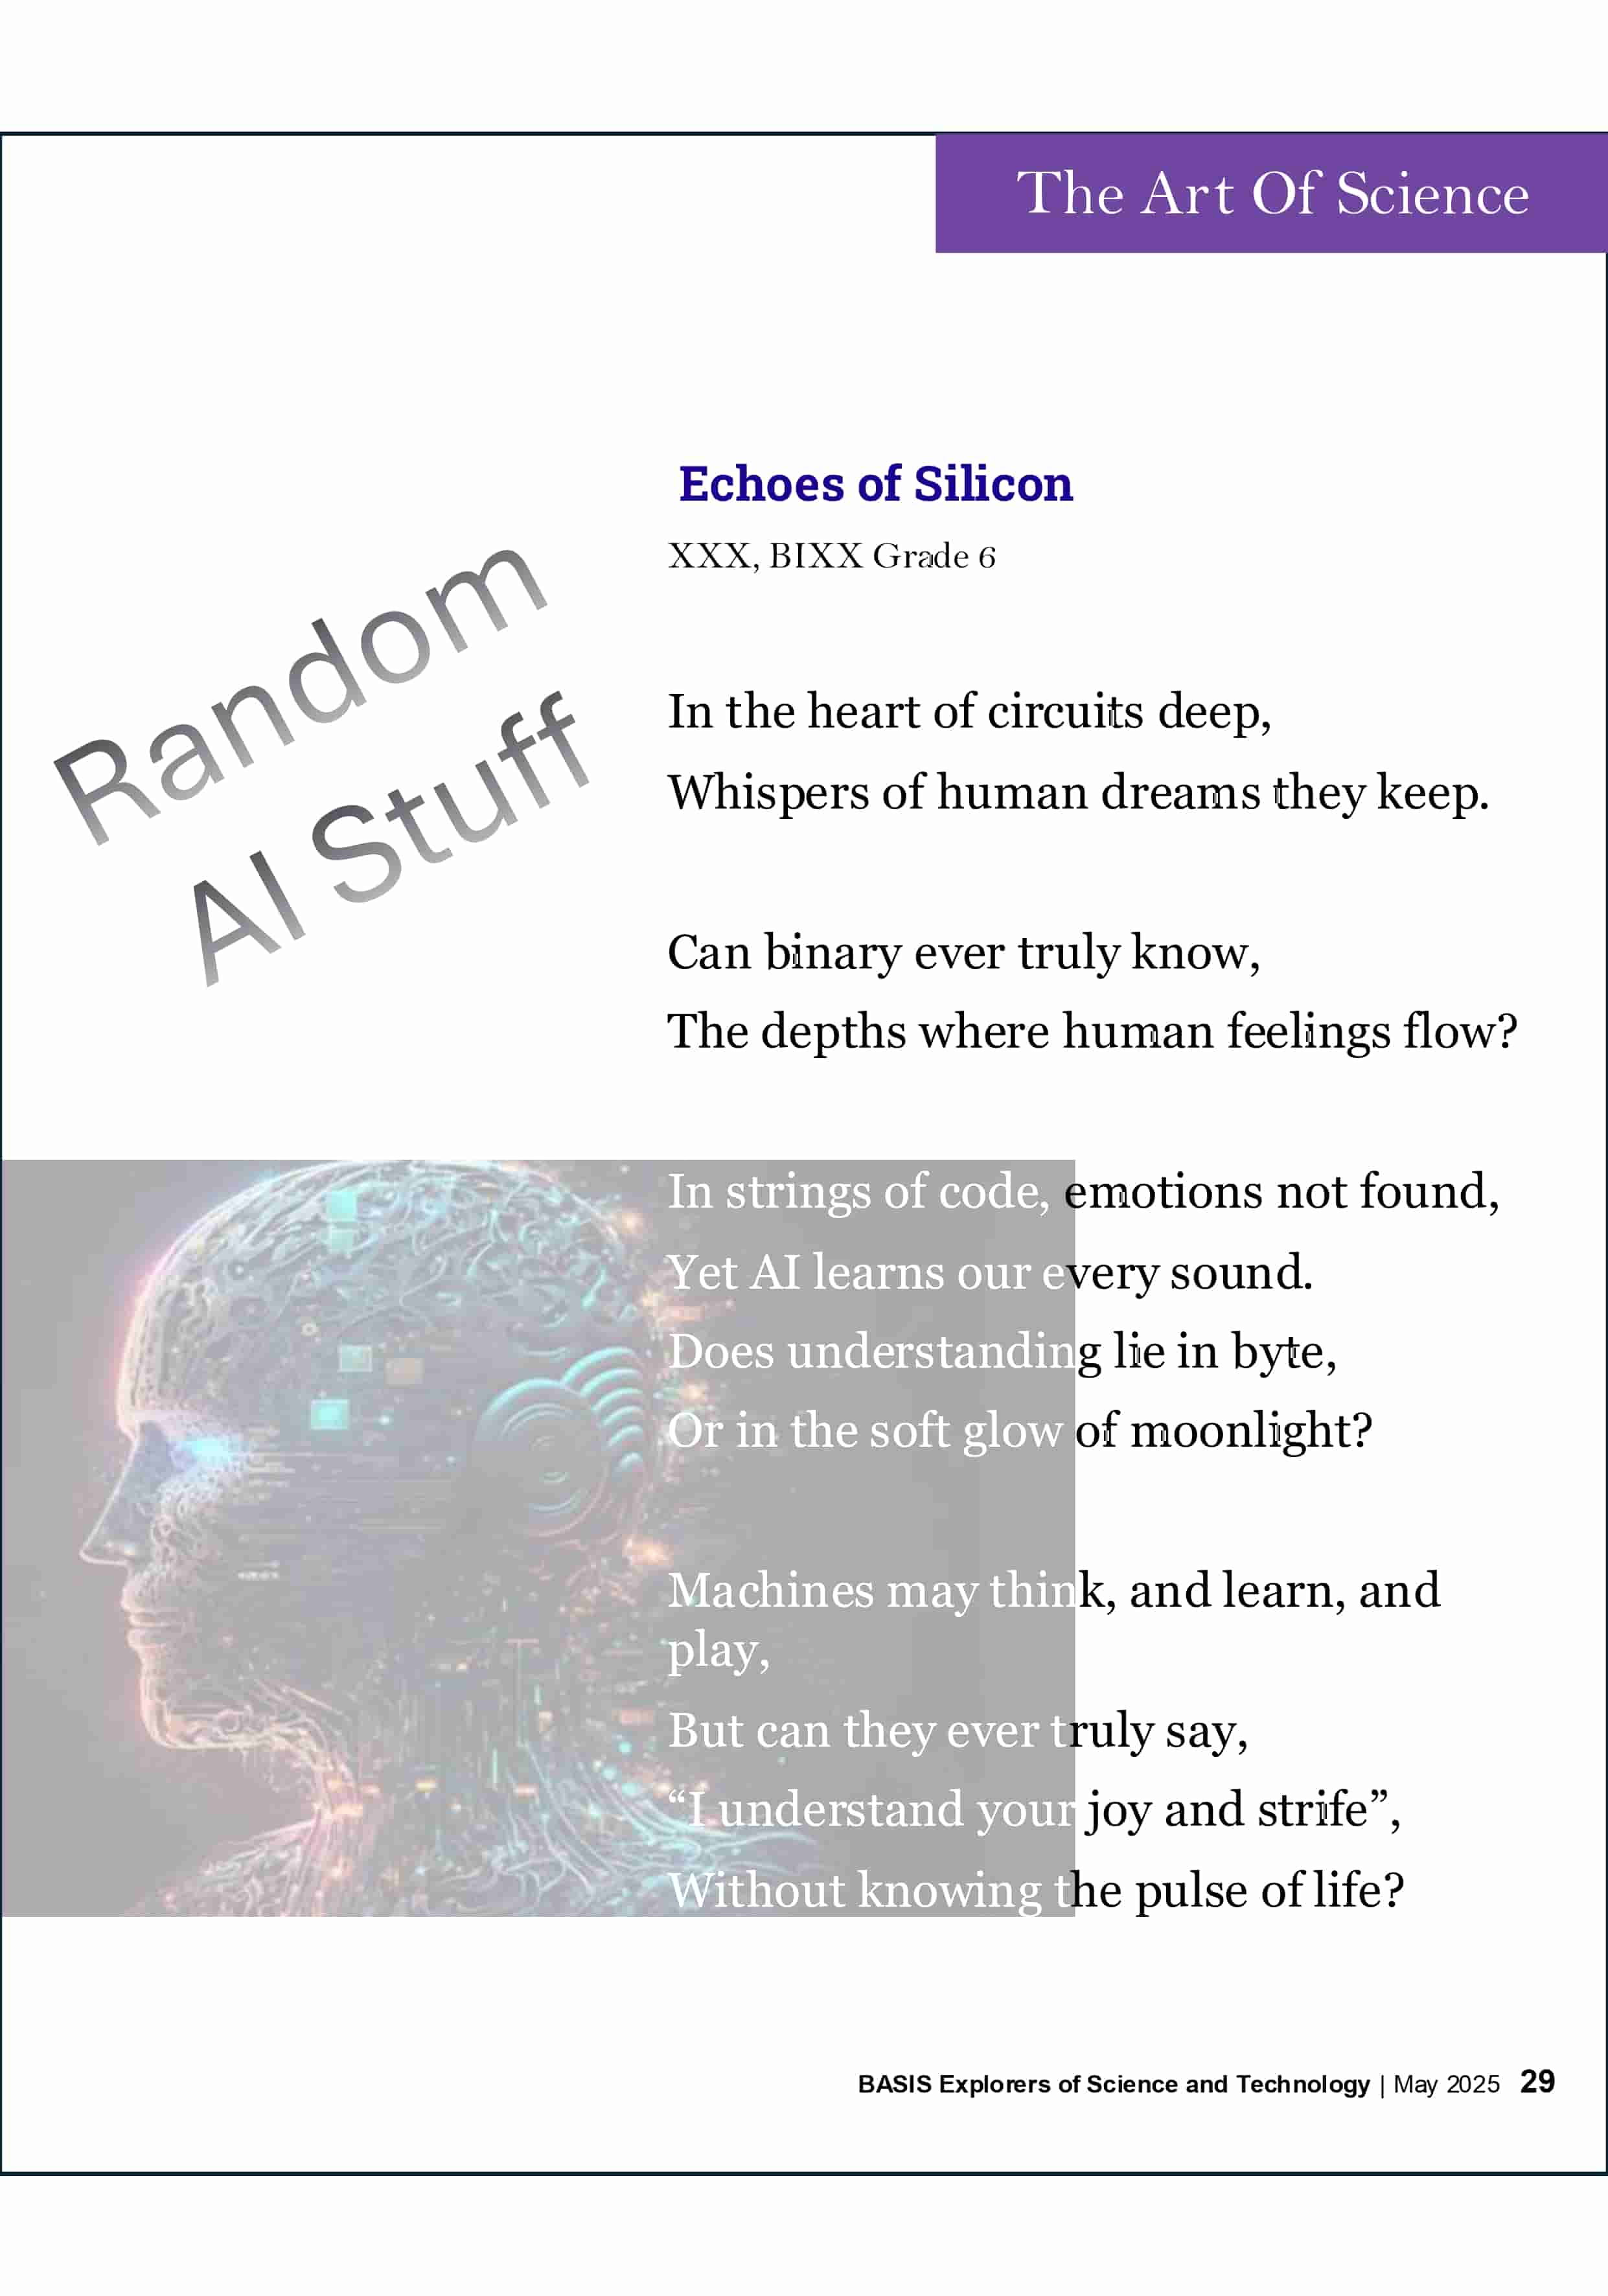 The Art Of Science
Echoes of Silicon
XXX, BIXX Grade 6
Random
AI Stuff
In the heart of circuits deep,
Whispers of human dreams they keep.
Can binary ever truly know,
The depths where human feelings flow?
In strings of code, emotions not found,
Yet AI learns our every sound.
Does understanding lie in byte,
Or in the soft glow of moonlight?
Machines may think, and learn, and
play,
But can they ever truly say,
“I understand your joy and strife”,
Without knowing the pulse of life?
BASIS Explorers of Science and Technology | May 2025 29